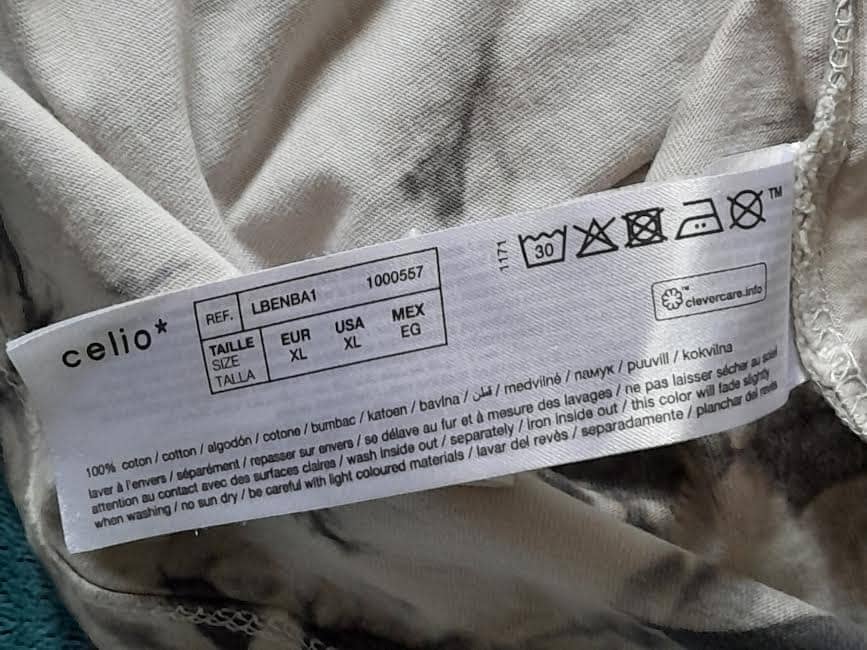 celio*
REF. LBENBA1 1000557
TAILLE EUR USA MEX
SIZE XL XL EG
TALLA
1171
30
TM
clevercare.info
100% coton / cotton / algodón / cotone / bumbac / katoen / bavlna / قطن / medvilné / памук / puuvill / kokvilna
laver à l'envers / séparément / repasser sur envers / se délave au fur et à mesure des lavages / ne pas laisser sécher au soleil
attention au contact avec des surfaces claires / wash inside out / separately / iron inside out / this color will fade slightly
when washing / no sun dry / be careful with light coloured materials / lavar del revès / separadamente / planchar del revés